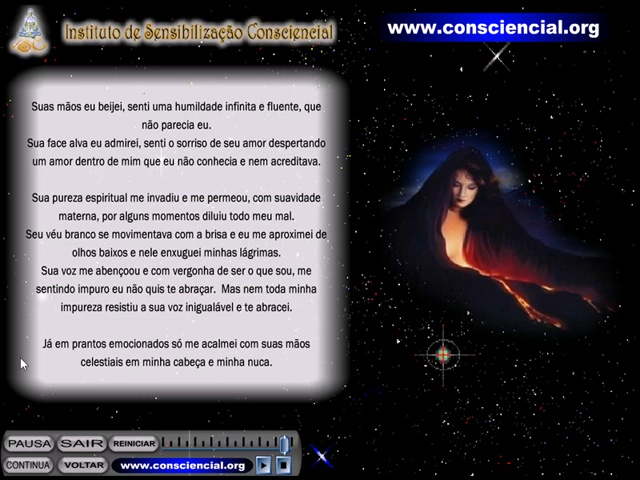 Instituto de Sensibilização Consciencial
www.consciencial.org
Suas mãos eu beijei, senti uma humildade infinita e fluente, que
não parecia eu.
Sua face alva eu admirei, senti o sorriso de seu amor despertando
um amor dentro de mim que eu não conhecia e nem acreditava.
Sua pureza espiritual me invadiu e me permeou, com suavidade
materna, por alguns momentos diluiu todo meu mal.
Seu véu branco se movimentava com a brisa e eu me aproximei de
olhos baixos e nele enxuguei minhas lágrimas.
Sua voz me abençoou e com vergonha de ser o que sou, me
sentindo impuro eu não quis te abraçar. Mas nem toda minha
impureza resistiu a sua voz inigualável e te abracei.
Já em prantos emocionados só me acalmei com suas mãos
celestiais em minha cabeça e minha nuca.
PAUSA SAIR REINICIAR
CONTINUA VOLTAR www.consciencial.org